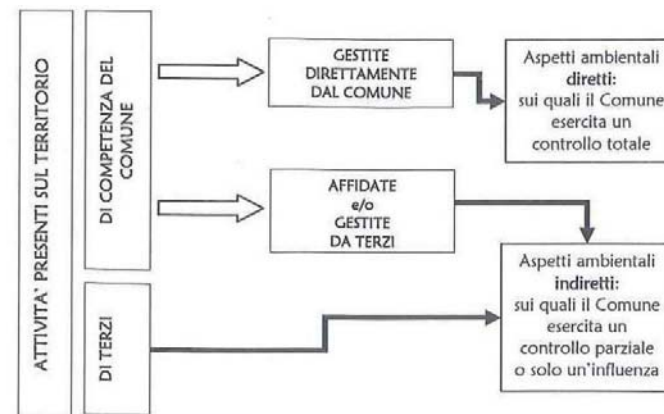 ATTIVITA' PRESENTI SUL TERRITORIO
DI COMPETENZA DEL
COMUNE
GESTITE
DIRETTAMENTE
DAL COMUNE
Aspetti ambientali
diretti:
sui quali il Comune
esercita un
controllo totale
AFFIDATE
e/o
GESTITE
DA TERZI
Aspetti ambientali
indiretti:
sui quali il Comune
esercita un
controllo parziale
o solo un'influenza
DI TERZI